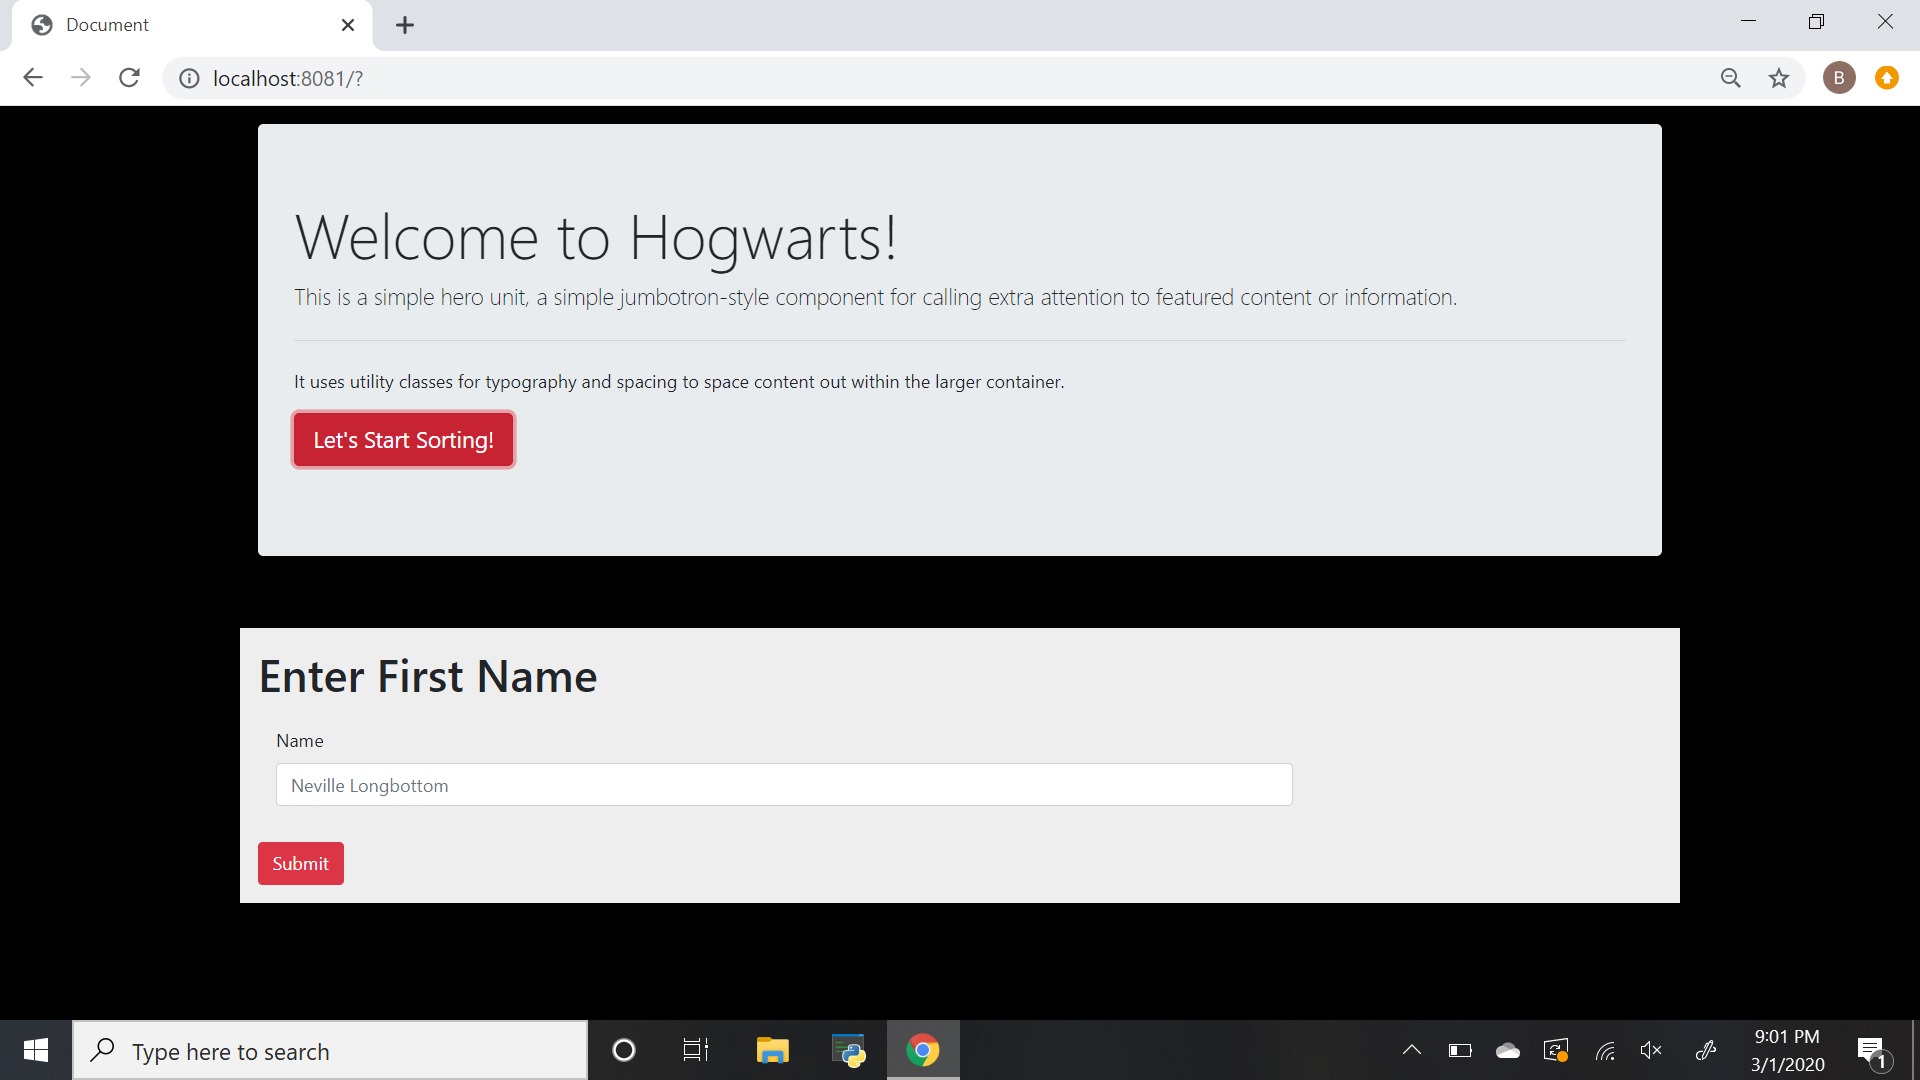 Document
localhost:8081/?
B
Welcome to Hogwarts!
This is a simple hero unit, a simple jumbotron-style component for calling extra attention to featured content or information.
It uses utility classes for typography and spacing to space content out within the larger container.
Let's Start Sorting!
Enter First Name
Name
Neville Longbottom
Submit
Type here to search
9:01 PM
3/1/2020
1